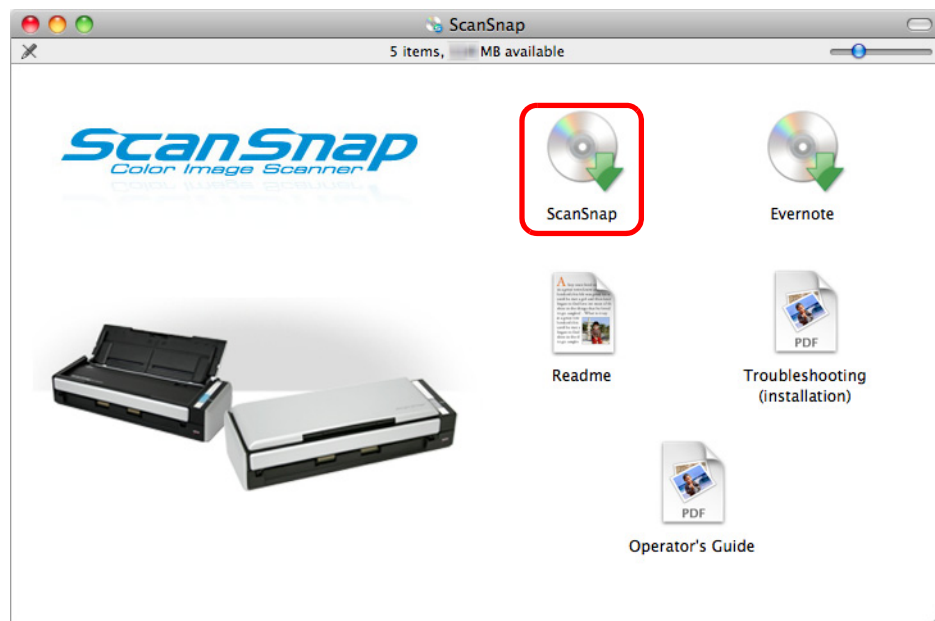 ScanSnap
5 items, MB available
ScanSnap
Color Image Scanner
ScanSnap
Evernote
Readme
PDF
Troubleshooting
(installation)
PDF
Operator's Guide